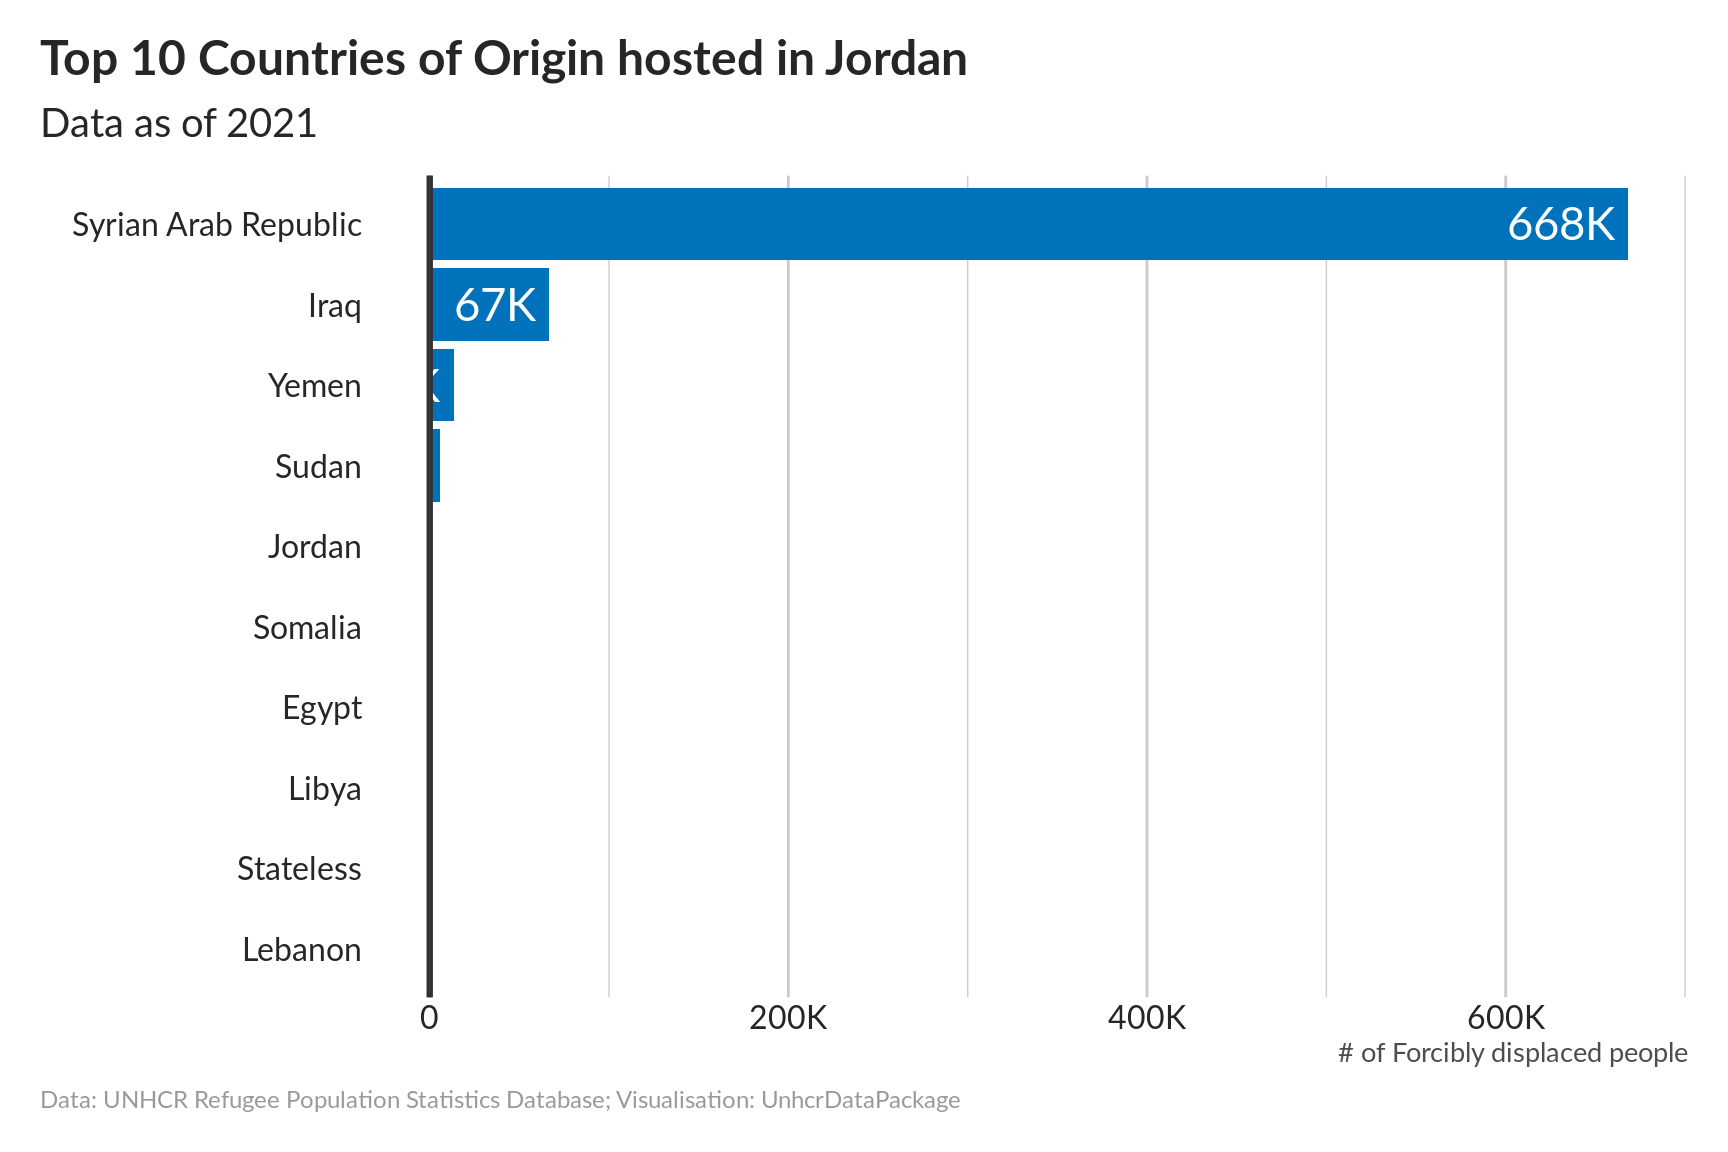 Top 10 Countries of Origin hosted in Jordan
Data as of 2021
Syrian Arab Republic
668K
Iraq
67K
Yemen
K
Sudan
Jordan
Somalia
Egypt
Libya
Stateless
Lebanon
0 200K 400K 600K
# of Forcibly displaced people
Data: UNHCR Refugee Population Statistics Database; Visualisation: UnhcrDataPackage